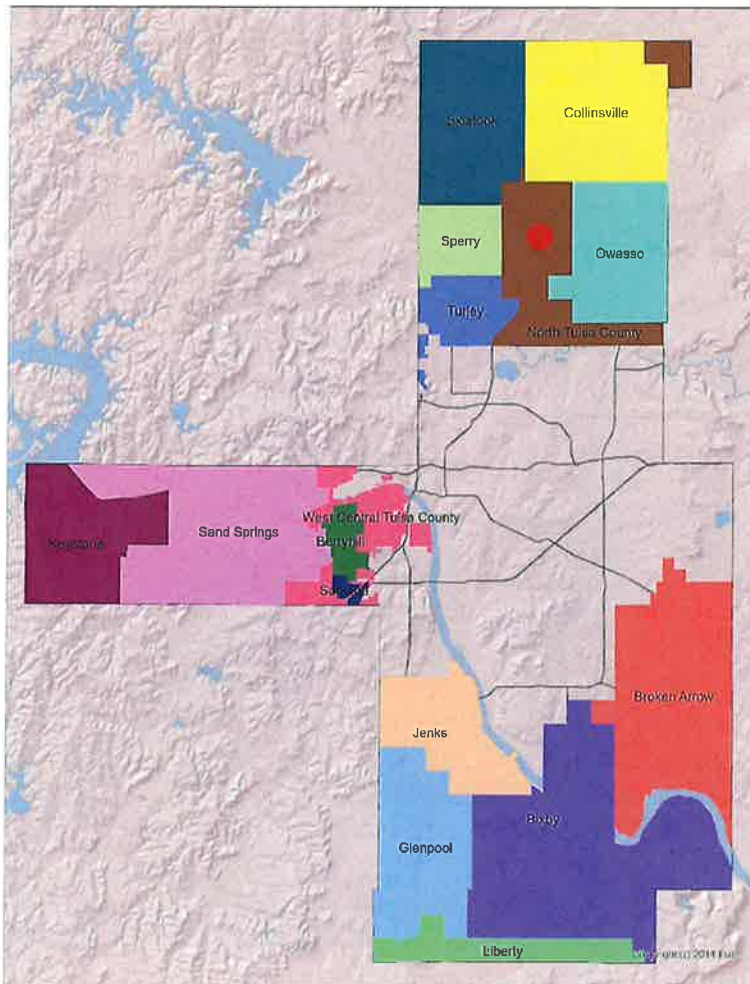 Skiatook
Collinsville
Sperry
Owasso
Turley
North Tulsa County
West Central Tulsa County
Sand Springs
Keystone
Berryhill
Broken Arrow
Jenks
Bixby
Glenpool
Liberty